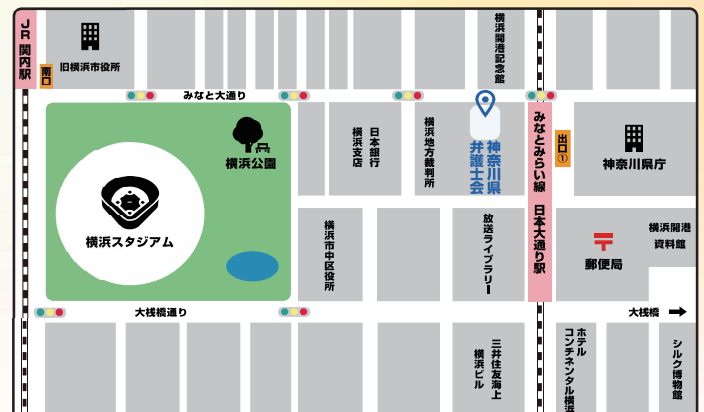 JR関内駅
南口
旧横浜市役所
横浜開港記念館
みなと大通り
横浜公園
横浜スタジアム
日本銀行
横浜支店
横浜地方裁判所
神奈川県
弁護士会
みなとみらい線 日本大通り駅
出口①
神奈川県庁
横浜市中区役所
放送ライブラリー
郵便局
横浜開港
資料館
大桟橋通り
大桟橋
三井住友海上
横浜ビル
ホテル
コンチネンタル横浜
シルク博物館